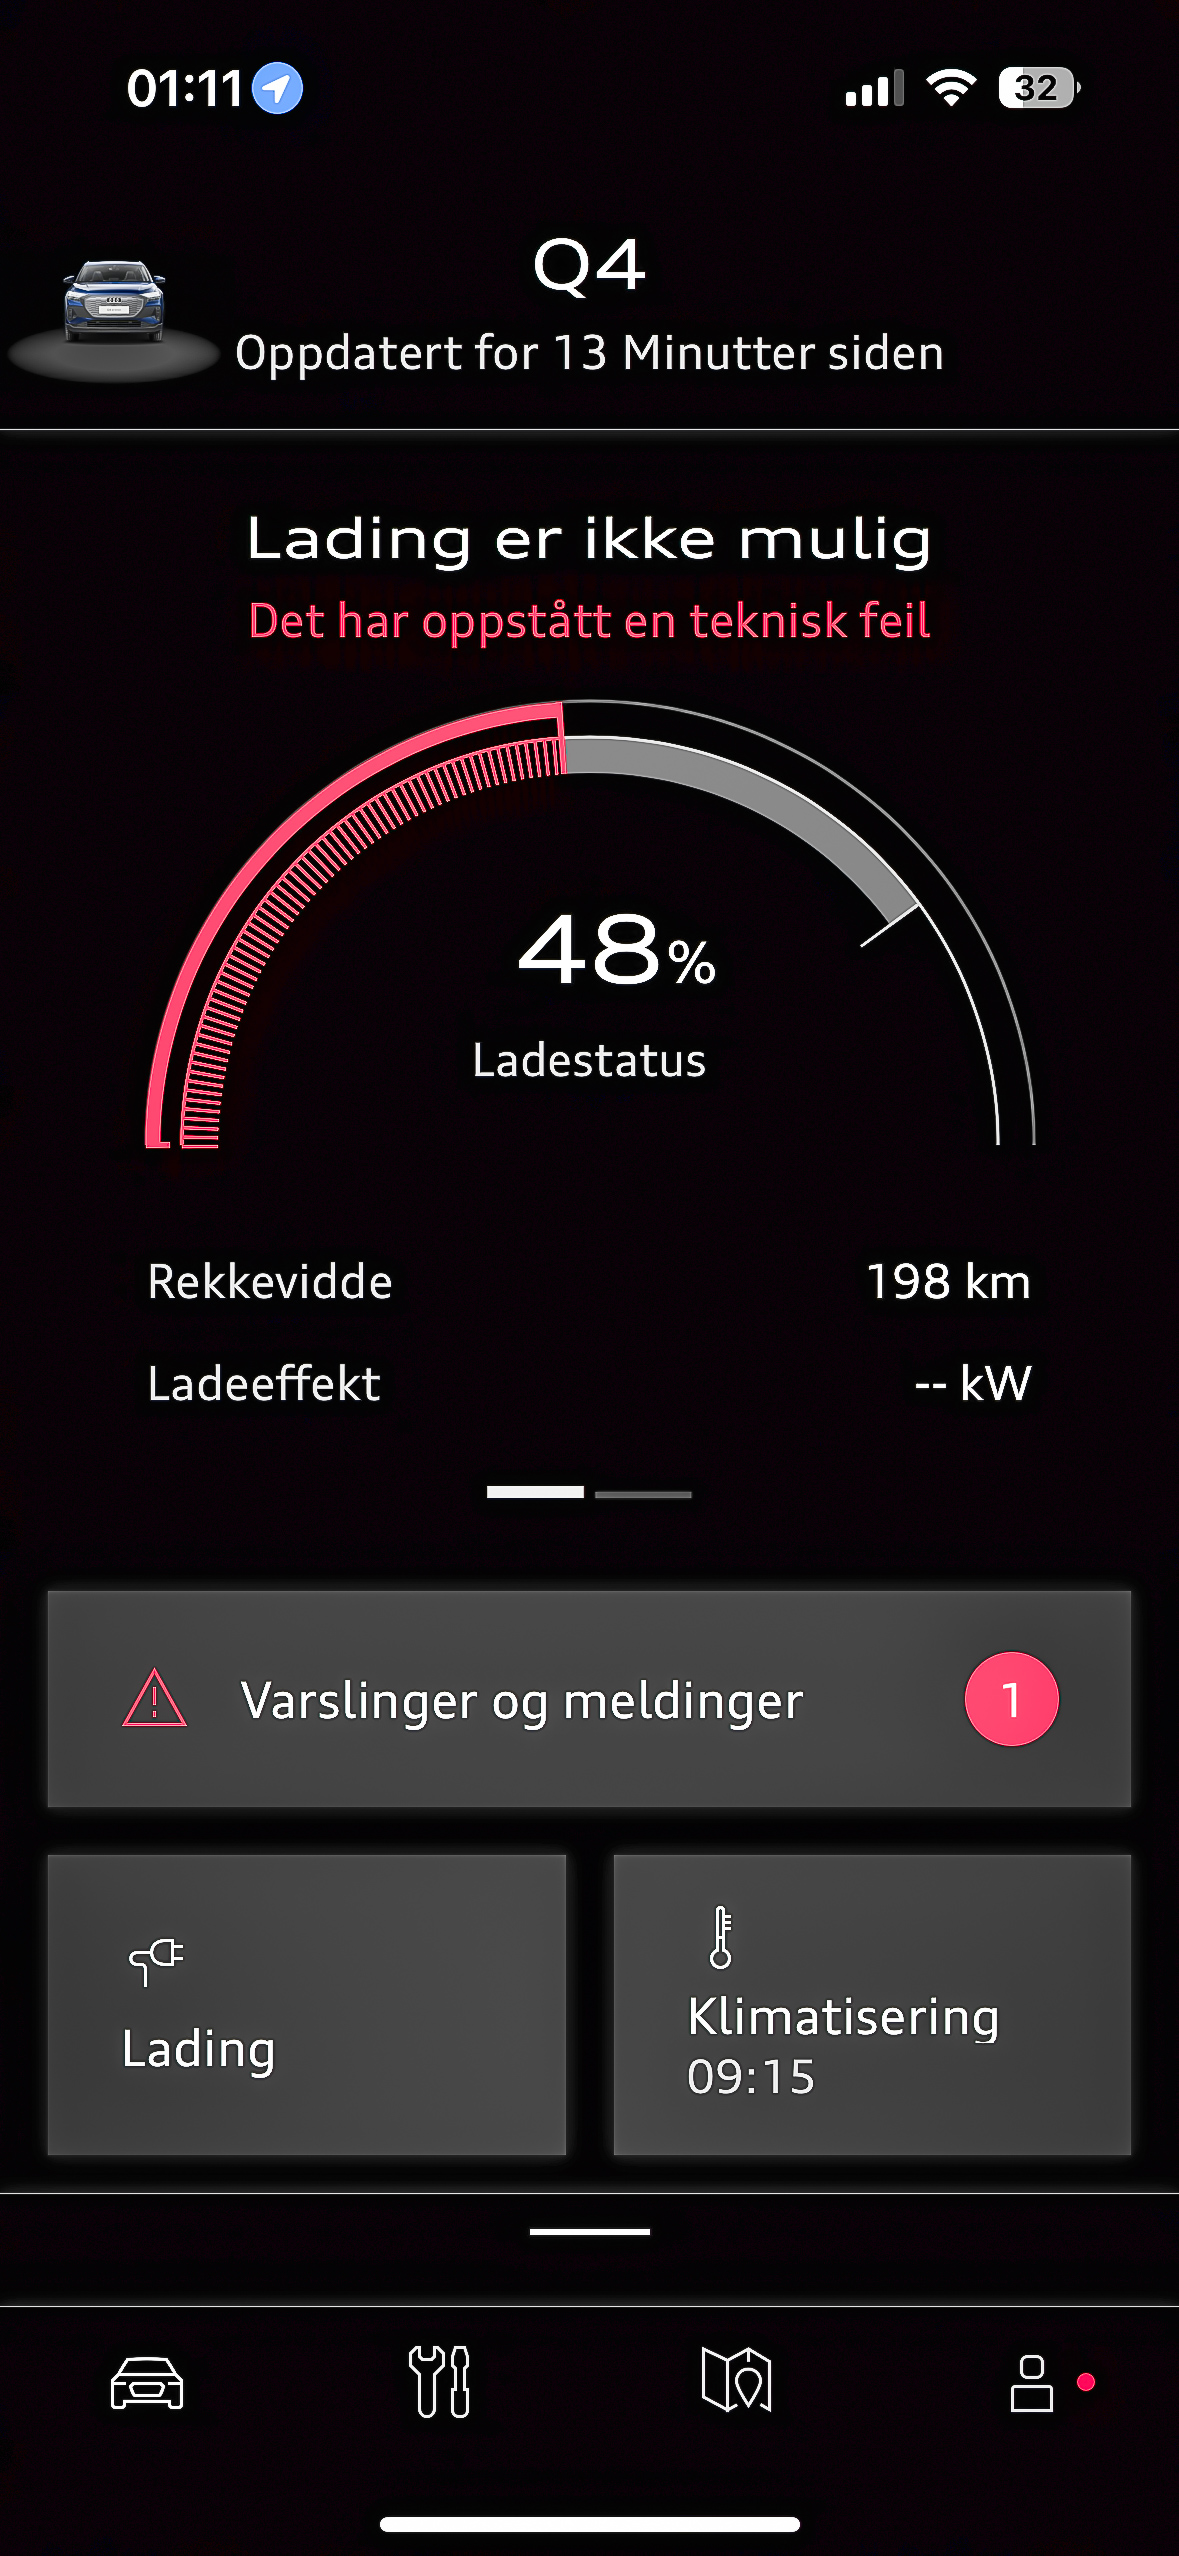 01:11
32
Q4
Oppdatert for 13 Minutter siden
Lading er ikke mulig
Det har oppstått en teknisk feil
48%
Ladestatus
Rekkevidde 198 km
Ladeeffekt -- kW
Varslinger og meldinger 1
Lading
Klimatisering
09:15